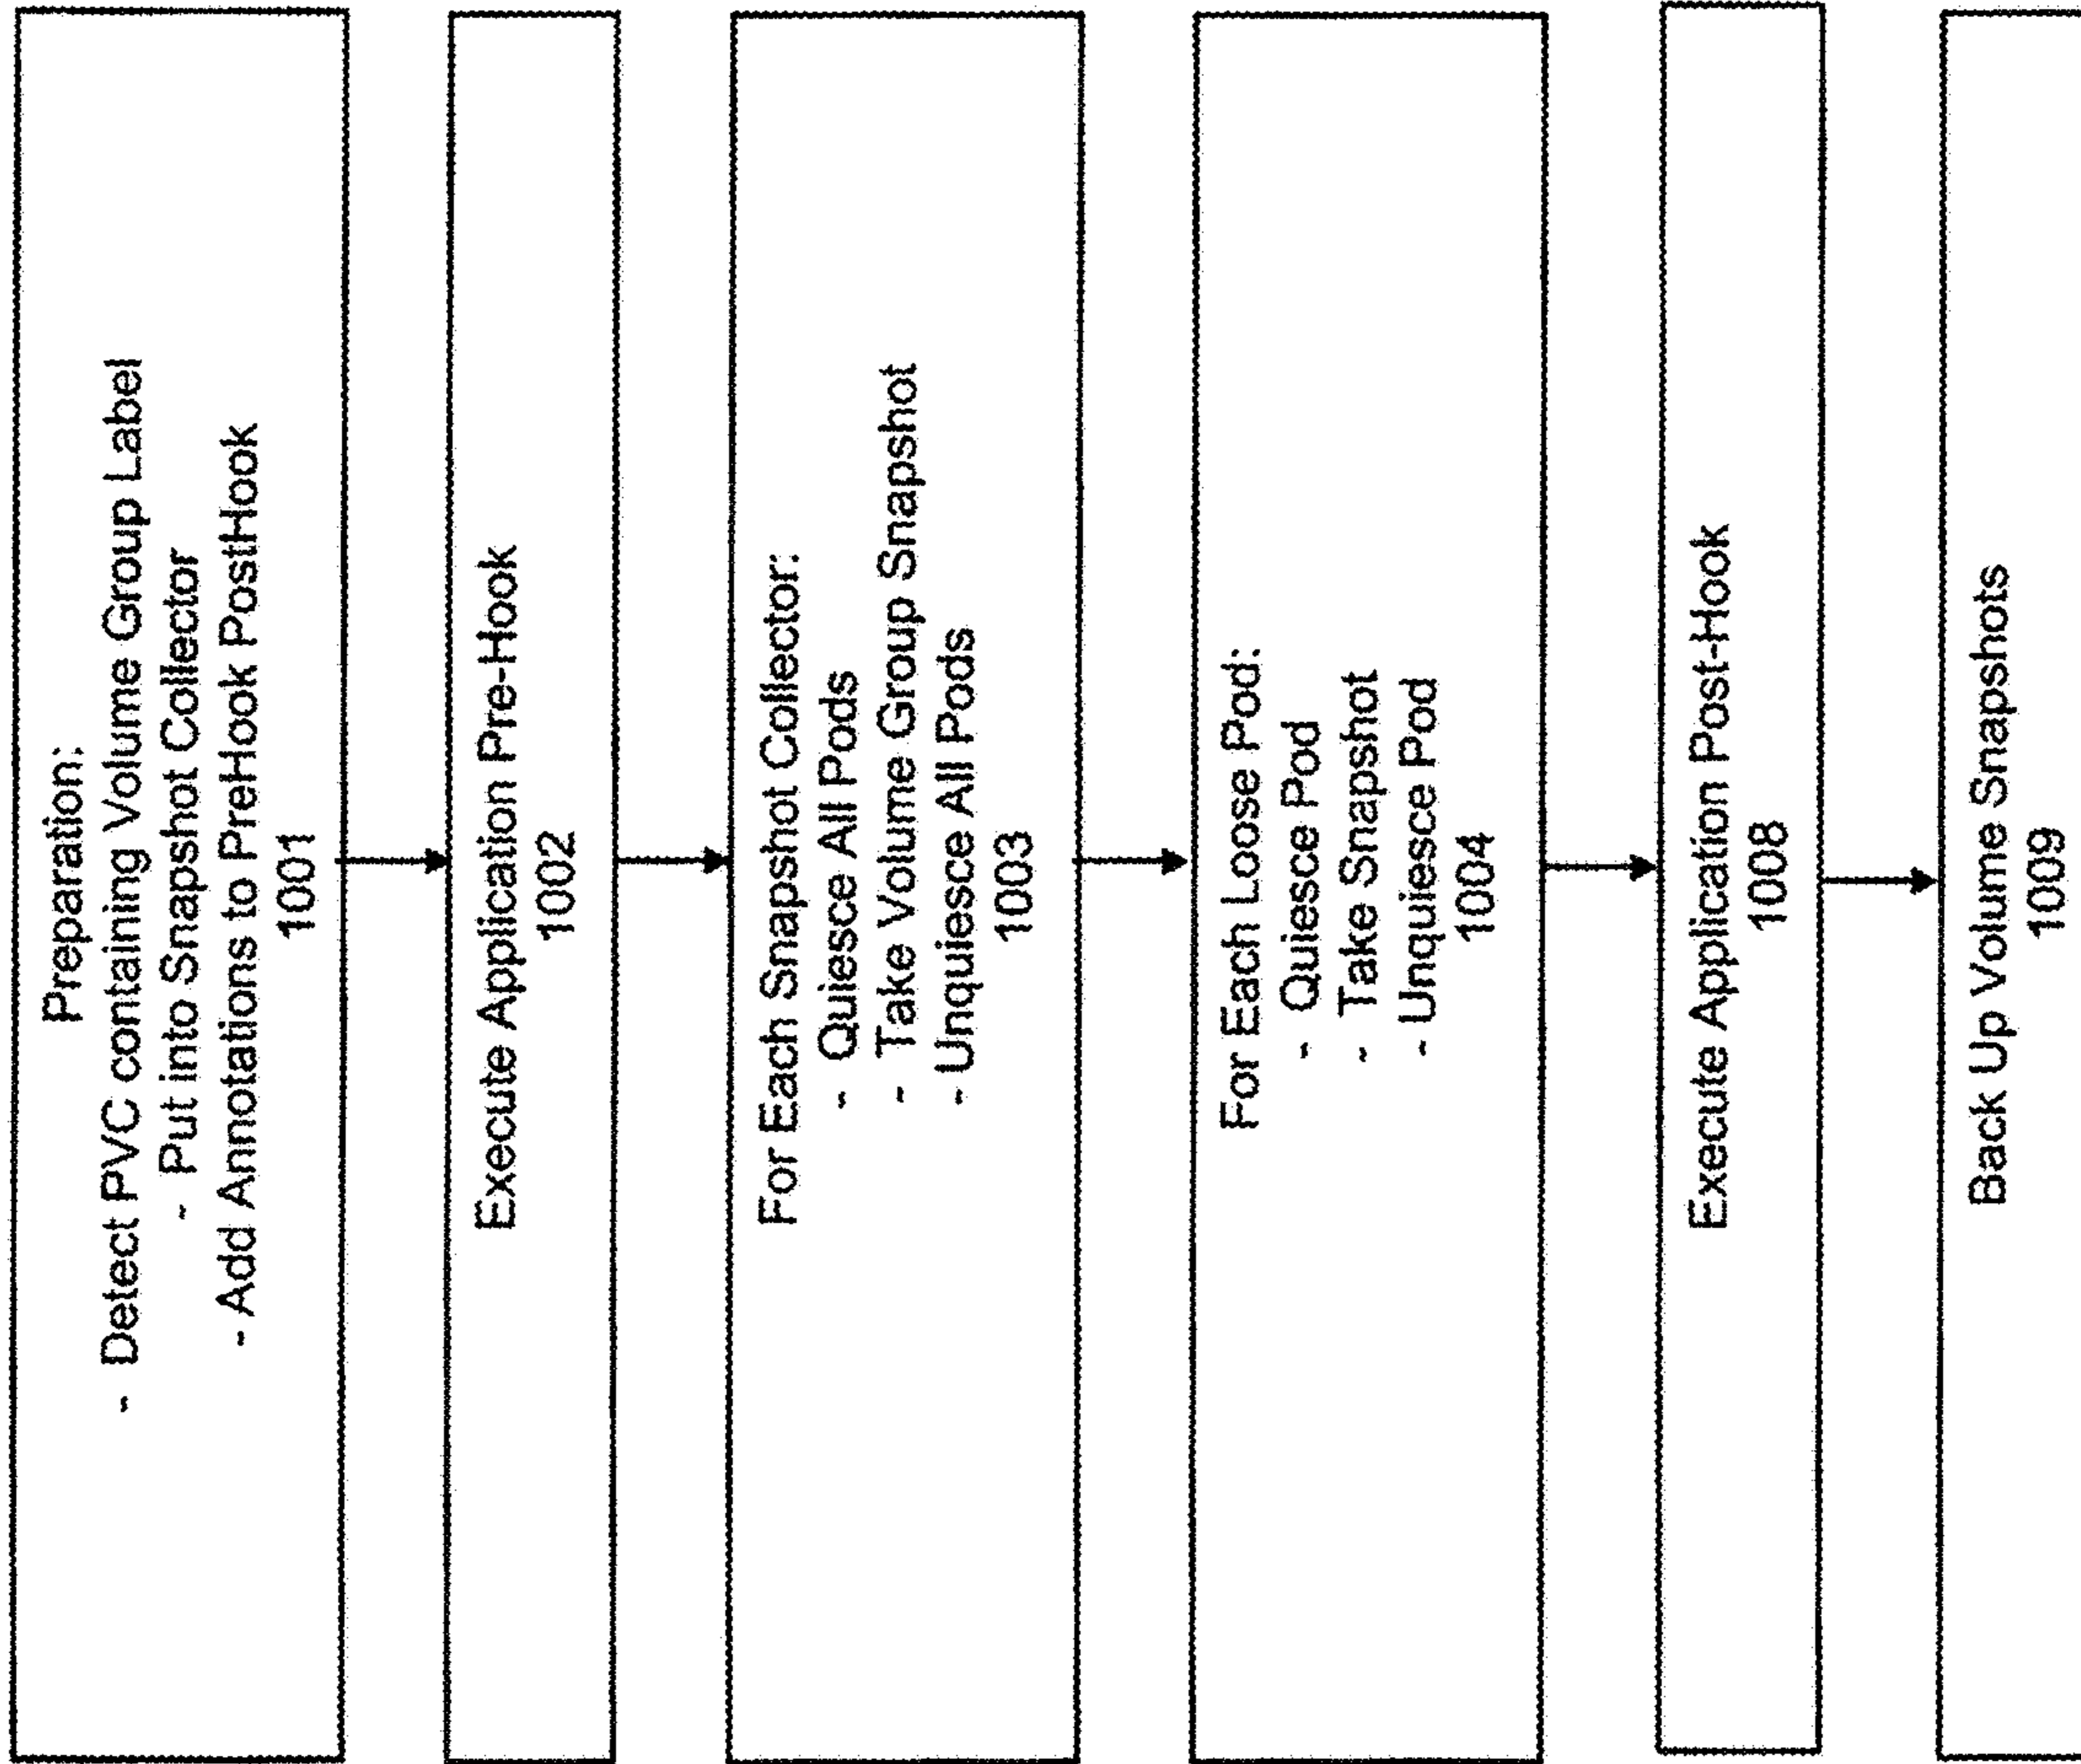 Preparation:
- Detect PVC containing Volume Group Label
- Put into Snapshot Collector
- Add Annotations to PreHook PostHook
1001
Execute Application Pre-Hook
1002
For Each Snapshot Collector:
- Quiesce All Pods
- Take Volume Group Snapshot
- Unquiesce All Pods
1003
For Each Loose Pod:
- Quiesce Pod
- Take Snapshot
- Unquiesce Pod
1004
Execute Application Post-Hook
1008
Back Up Volume Snapshots
1009